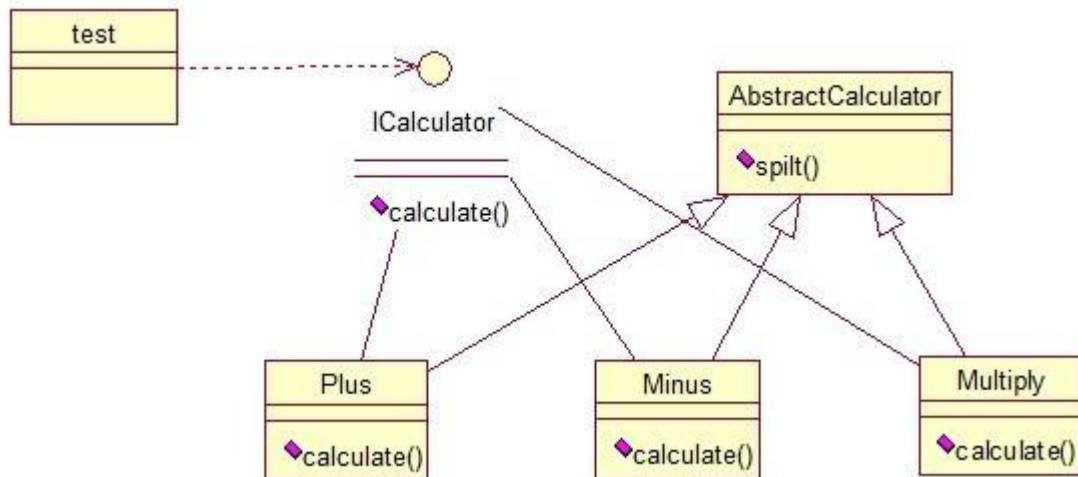 test
ICalculator
calculate()
AbstractCalculator
spilt()
Plus
calculate()
Minus
calculate()
Multiply
calculate()